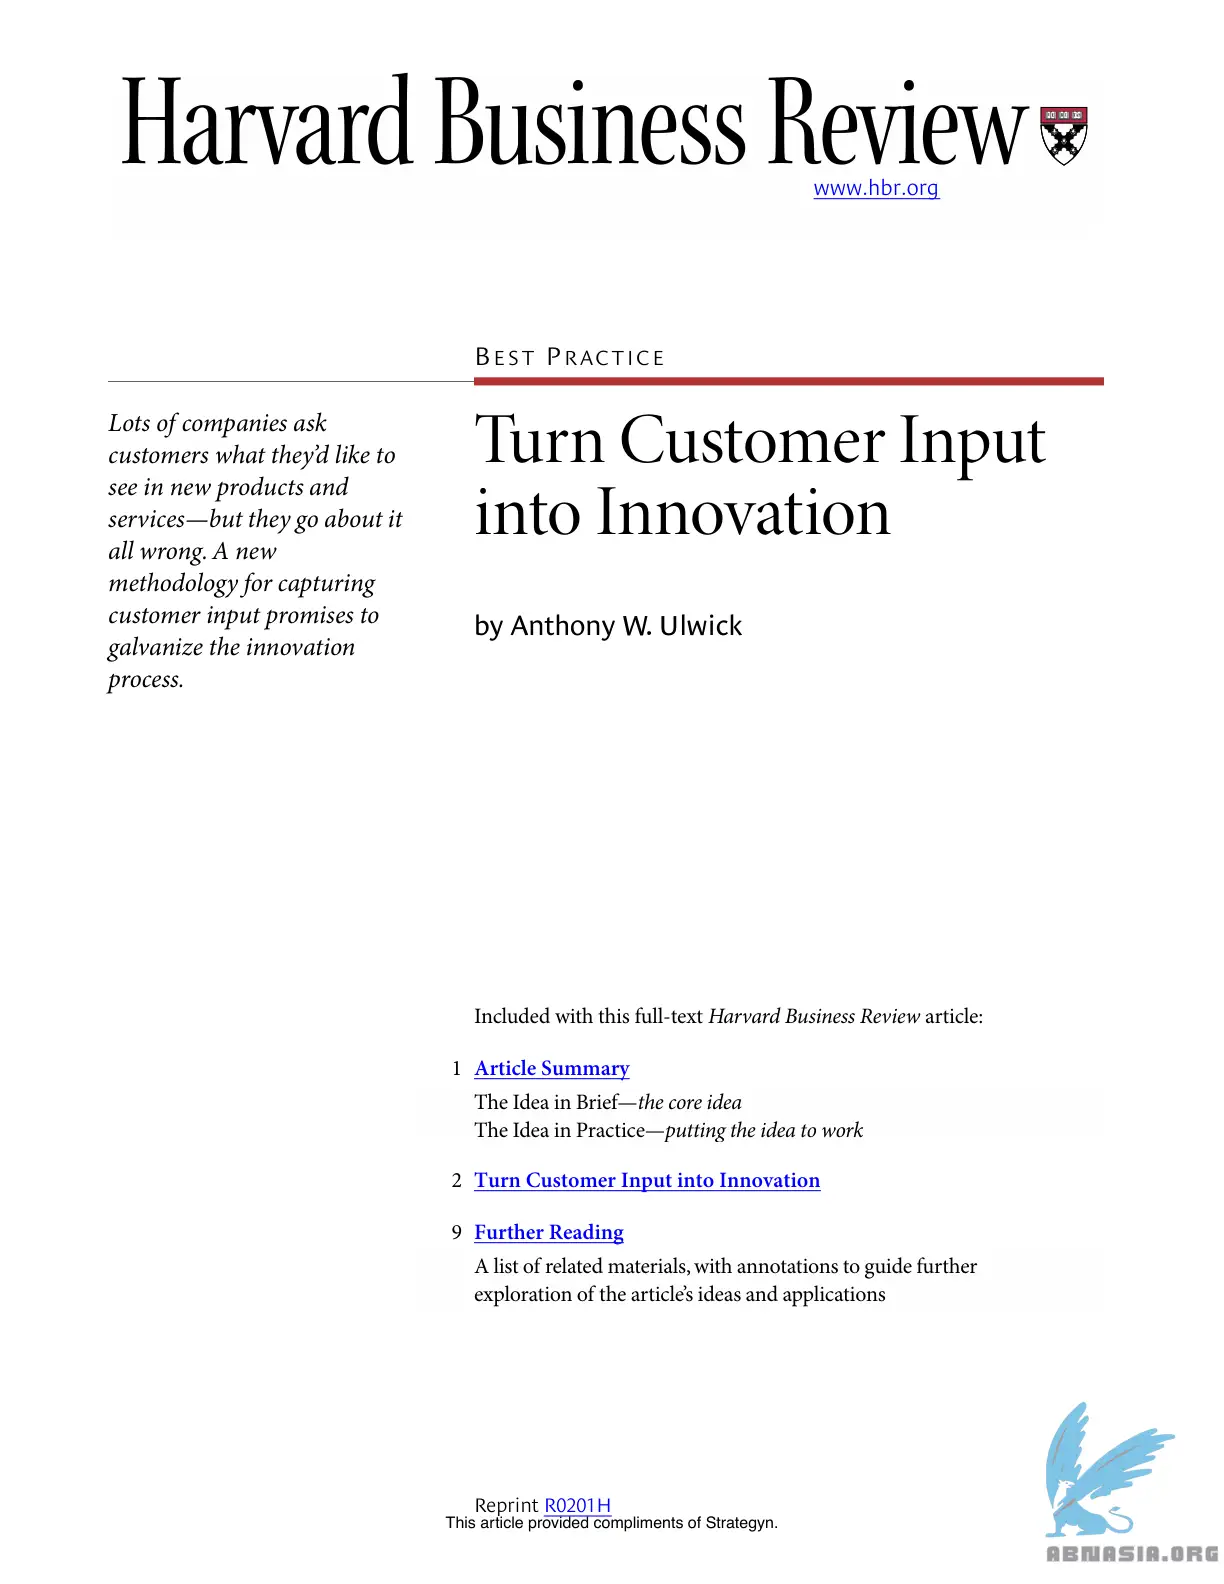 Harvard Business Review
www.hbr.org
BEST PRACTICE
Lots of companies ask
customers what they’d like to
see in new products and
services—but they go about it
all wrong. A new
methodology for capturing
customer input promises to
galvanize the innovation
process.
Turn Customer Input
into Innovation
by Anthony W. Ulwick
Included with this full-text Harvard Business Review article:
1 Article Summary
The Idea in Brief—the core idea
The Idea in Practice—putting the idea to work
2 Turn Customer Input into Innovation
9 Further Reading
A list of related materials, with annotations to guide further
exploration of the article’s ideas and applications
Reprint R0201H
This article provided compliments of Strategyn.
ABNASIA.ORG